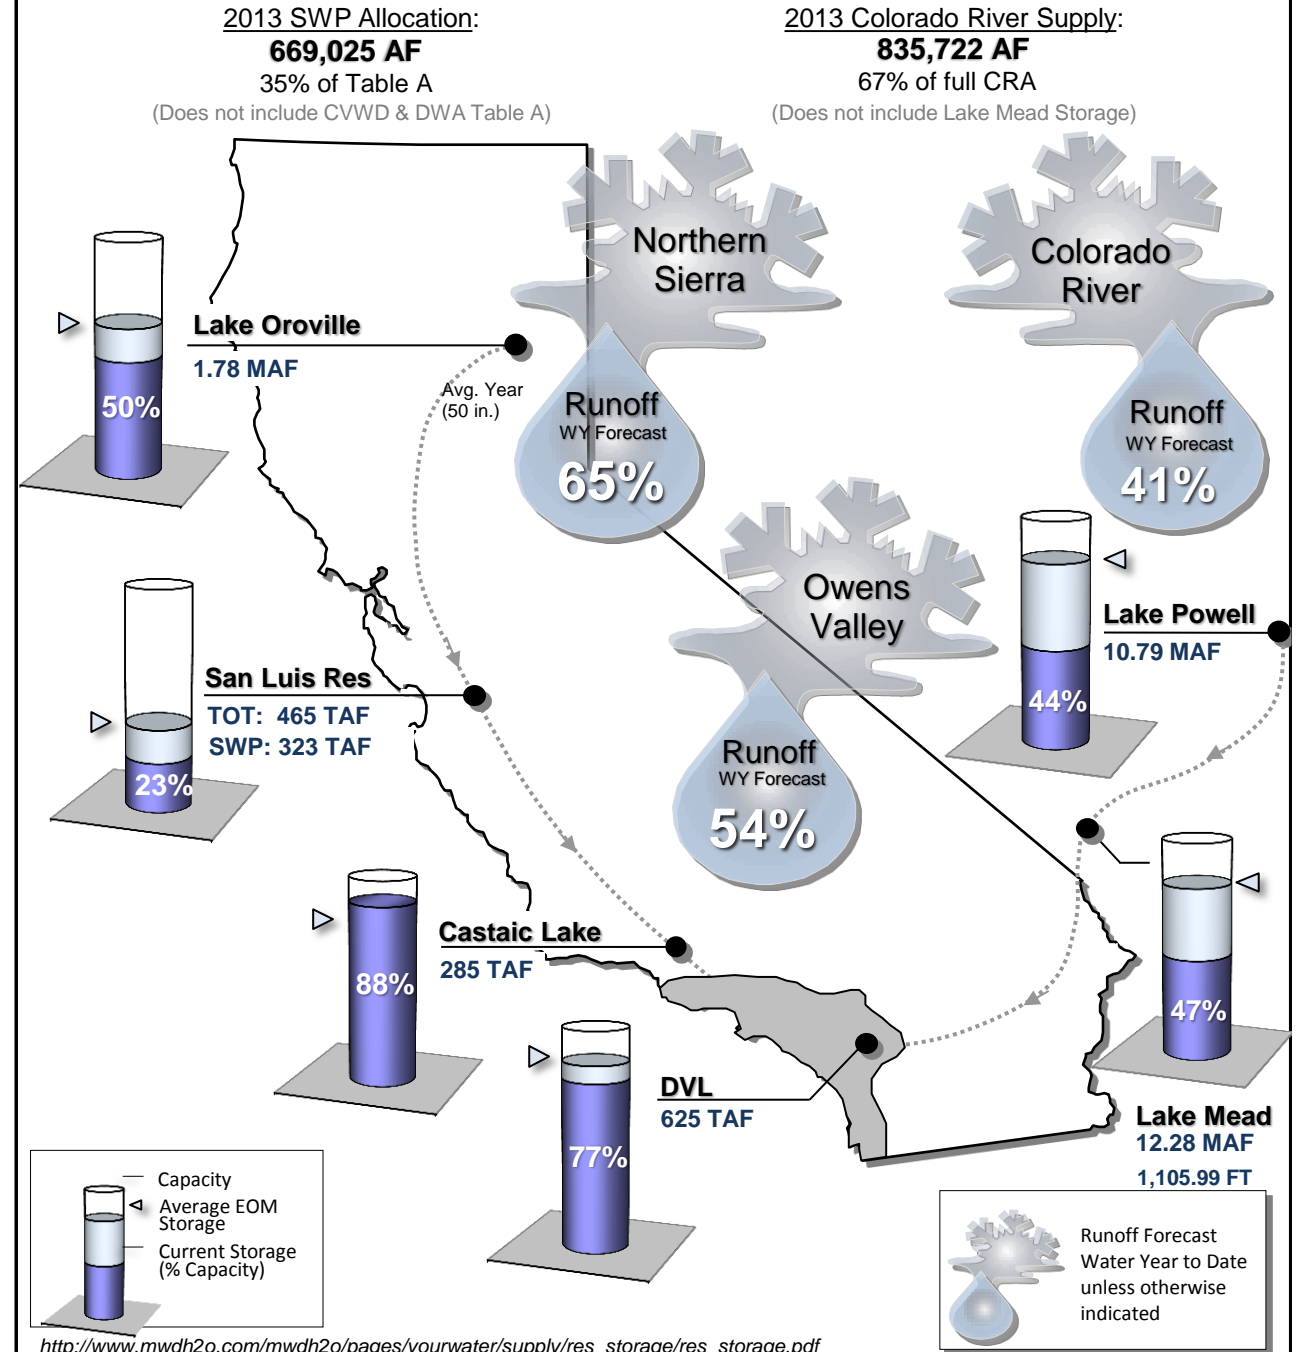 2013 SWP Allocation:
669,025 AF
35% of Table A
(Does not include CVWD & DWA Table A)
2013 Colorado River Supply:
835,722 AF
67% of full CRA
(Does not include Lake Mead Storage)
Northern
Sierra
Runoff
WY Forecast
65%
Colorado
River
Runoff
WY Forecast
41%
Lake Oroville
1.78 MAF
50%
Avg. Year
(50 in.)
Owens
Valley
Runoff
WY Forecast
54%
Lake Powell
10.79 MAF
44%
San Luis Res
TOT: 465 TAF
SWP: 323 TAF
23%
Castaic Lake
285 TAF
88%
DVL
625 TAF
77%
47%
Lake Mead
12.28 MAF
1,105.99 FT
Capacity
Average EOM
Storage
Current Storage
(% Capacity)
Runoff Forecast
Water Year to Date
unless otherwise
indicated
http://www.mwdh2o.com/mwdh2o/pages/yourwater/supply/res_storage/res_storage.pdf